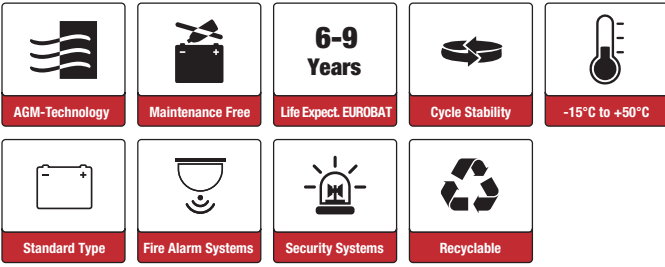 6-9
Years
AGM-Technology
Maintenance Free
Life Expect. EUROBAT
Cycle Stability
-15°C to +50°C
- +
- +
Standard Type
Fire Alarm Systems
Security Systems
Recyclable